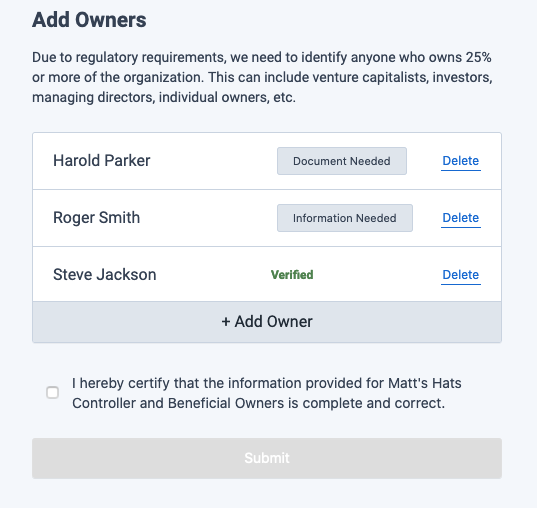 Add Owners
Due to regulatory requirements, we need to identify anyone who owns 25%
or more of the organization. This can include venture capitalists, investors,
managing directors, individual owners, etc.
Harold Parker Document Needed Delete
Roger Smith Information Needed Delete
Steve Jackson Verified Delete
+ Add Owner
I hereby certify that the information provided for Matt's Hats
Controller and Beneficial Owners is complete and correct.
Submit